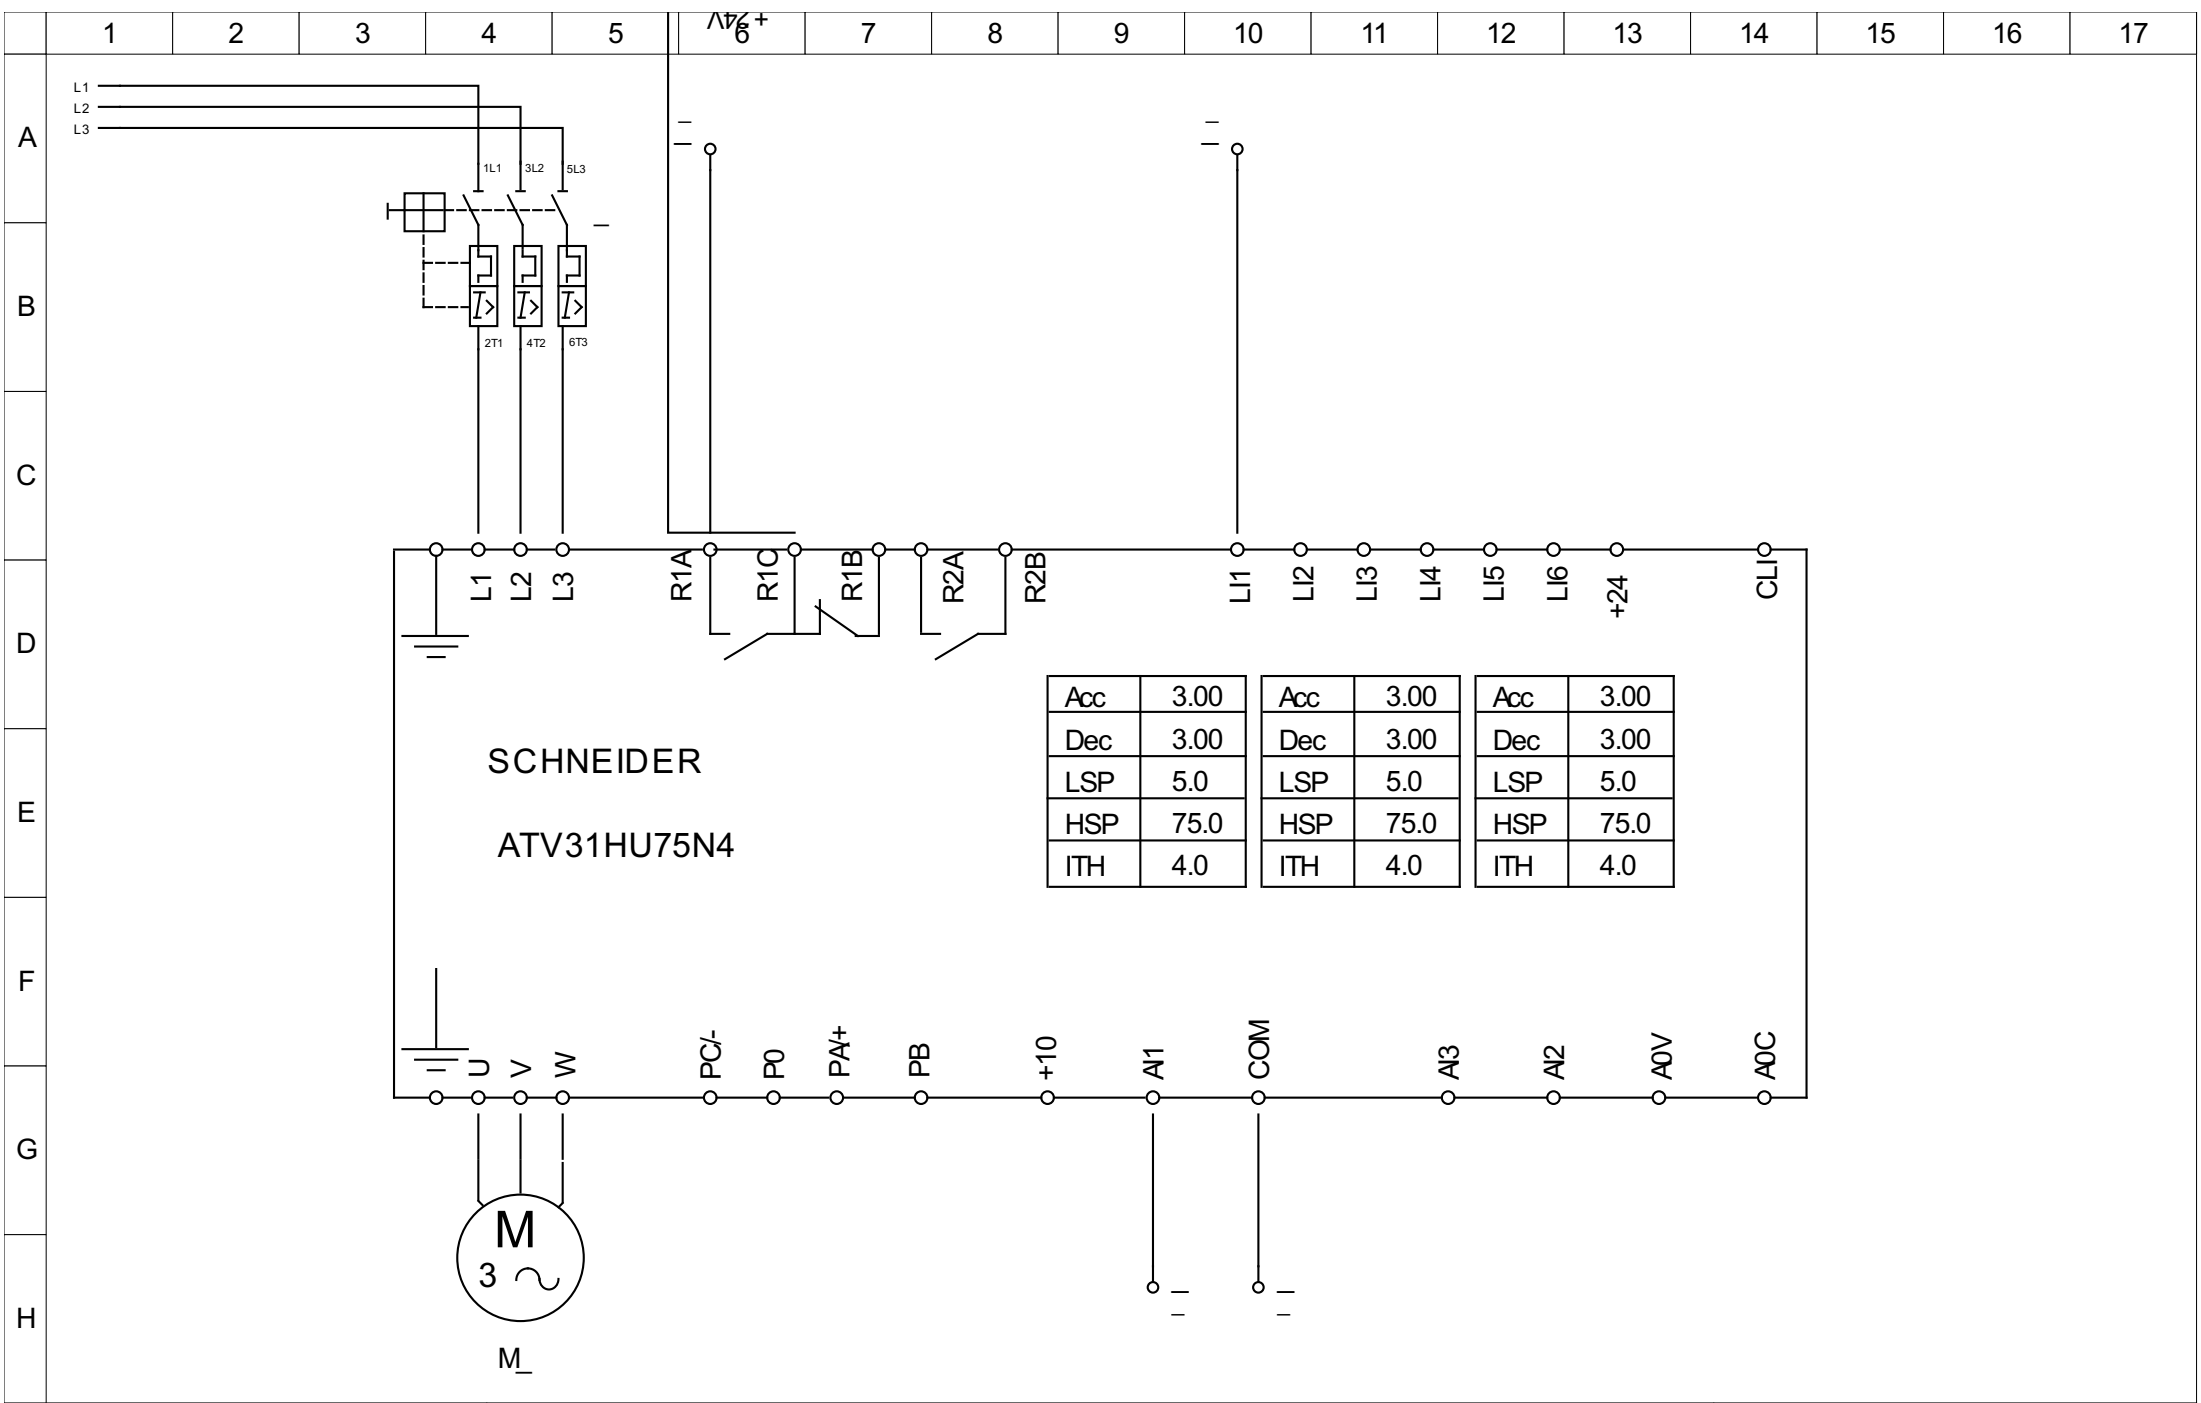 1 2 3 4 5 6 7 8 9 10 11 12 13 14 15 16 17
+24V
A
B
C
D
E
F
G
H
L1
L2
L3
1L1 3L2 5L3
_
2T1 4T2 6T3
L1 L2 L3 R1A R1C R1B R2A R2B LI1 LI2 LI3 LI4 LI5 LI6 +24 CLI
Acc 3.00 Acc 3.00 Acc 3.00
Dec 3.00 Dec 3.00 Dec 3.00
LSP 5.0 LSP 5.0 LSP 5.0
HSP 75.0 HSP 75.0 HSP 75.0
ITH 4.0 ITH 4.0 ITH 4.0
SCHNEIDER
ATV31HU75N4
U V W PC/- P0 PA/+ PB +10 AI1 COM AI3 AI2 A0V A0C
M
3
M_